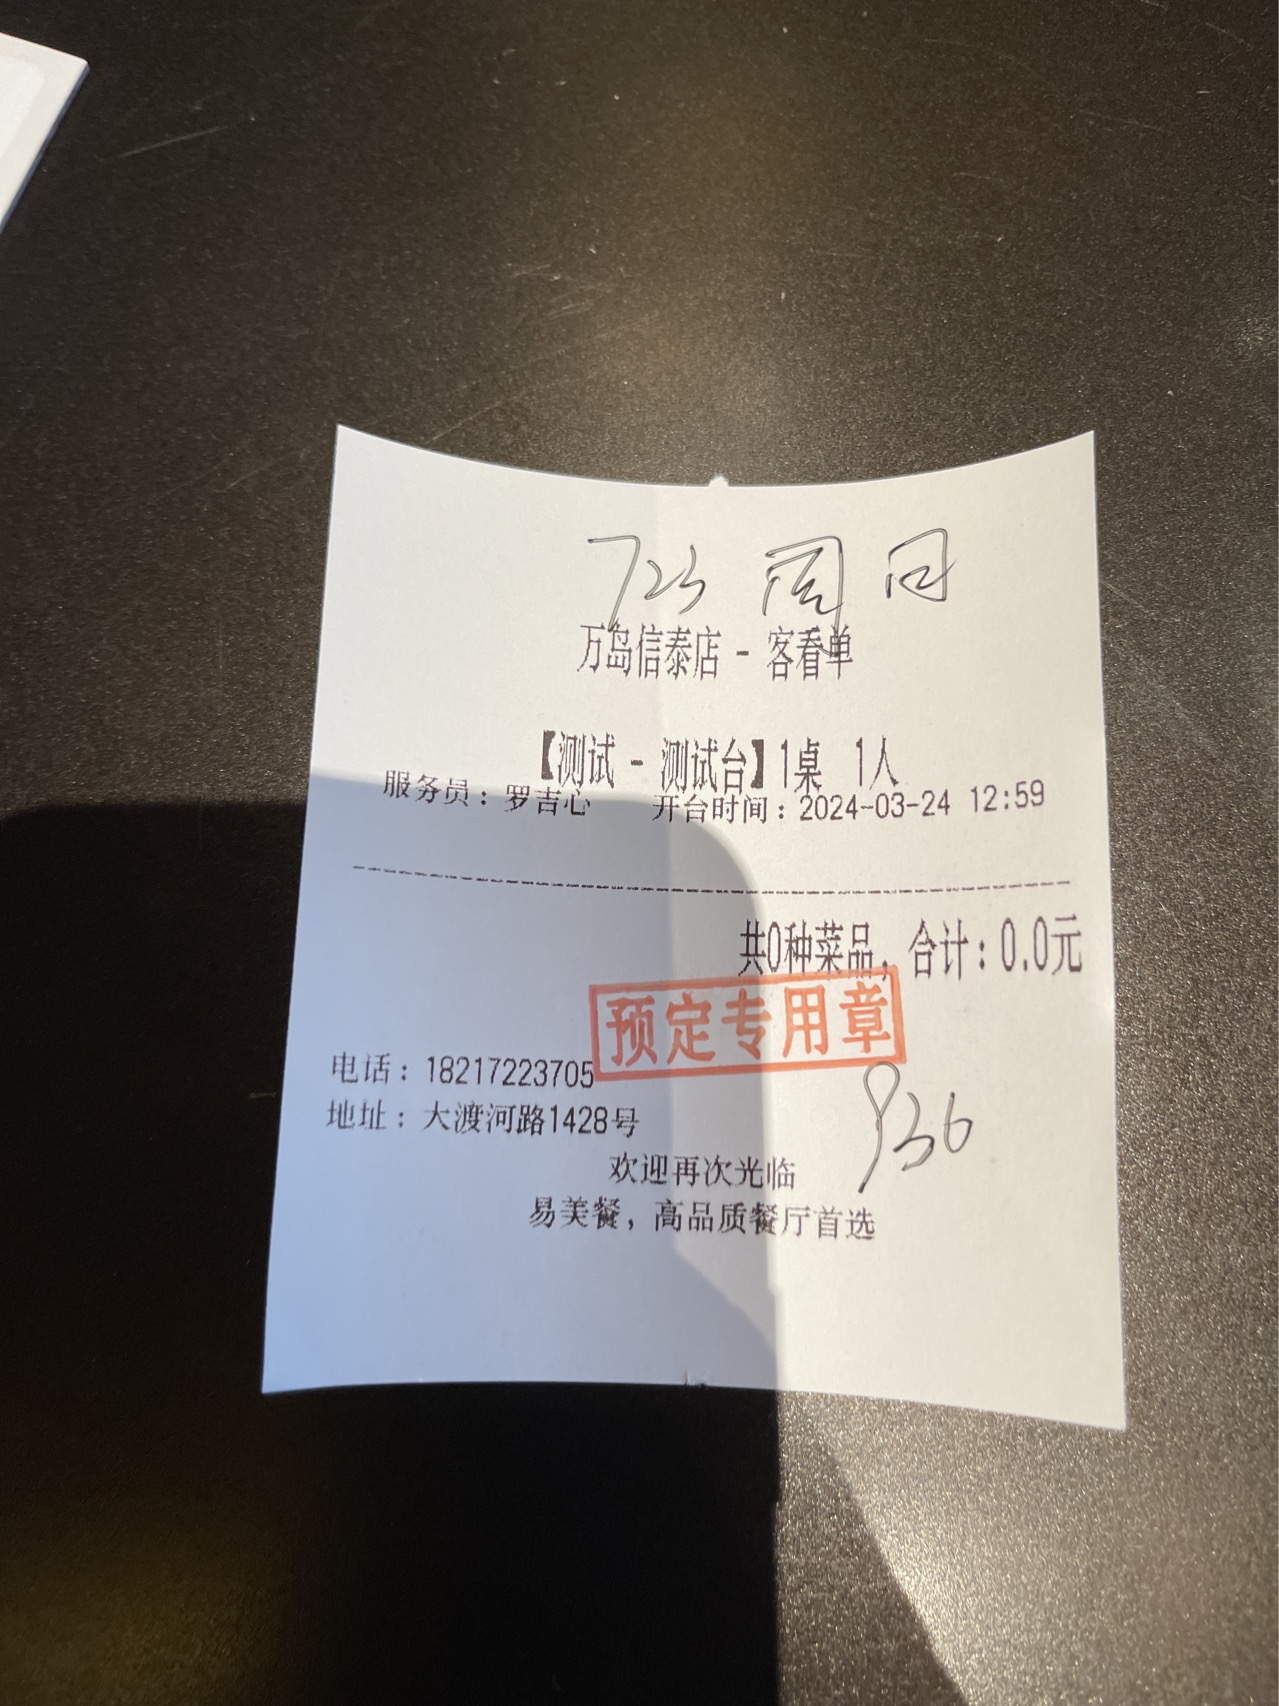 723 周日
万岛信泰店 - 客看单
【测试 - 测试台】1桌 1人
服务员：罗吉心 开台时间：2024-03-24 12:59
共0种菜品，合计：0.0元
预定专用章
电话：18217223705
地址：大渡河路1428号
936
欢迎再次光临
易美餐，高品质餐厅首选